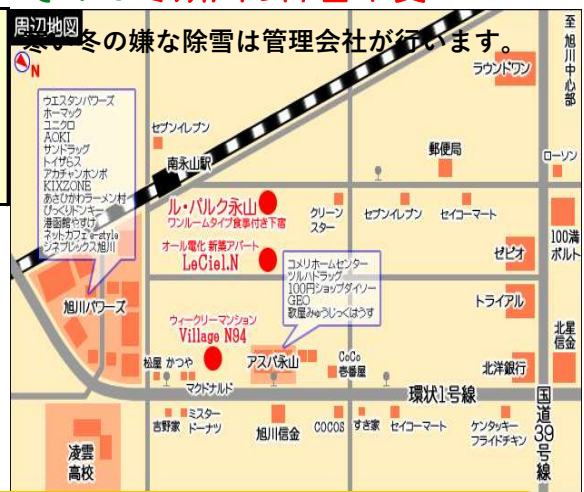 周辺地図
寒い冬の嫌な除雪は管理会社が行います。
N
至旭川中心部
ラウンドワン
ウエスタンパワーズ
ホーマック
ユニクロ
AOKI
サンドラッグ
トイザらス
アカチャンホンポ
KIXZONE
あさひかわラーメン村
びっくりドンキー
港函館やすけ
ネットカフェe-style
シネプレックス旭川
セブンイレブン
南永山駅
郵便局
ローソン
ル・パルク永山
ワンルームタイプ食事付き下宿
クリーン
スター
セブンイレブン
セイコーマート
100満
ボルト
オール電化 新築アパート
LeCiel.N
ゼビオ
コメリホームセンター
ツルハドラッグ
100円ショップダイソー
GEO
歌屋みゅうじっくはうす
旭川パワーズ
トライアル
ウィークリーマンション
Village N94
北星
信金
松屋 かつや
アスパ永山
CoCo
壱番屋
北洋銀行
マクドナルド
環状1号線
吉野家
ミスター
ドーナツ
旭川信金
COCOS
すき家
セイコーマート
ケンタッキー
フライドチキン
国道39号線
凌雲
高校